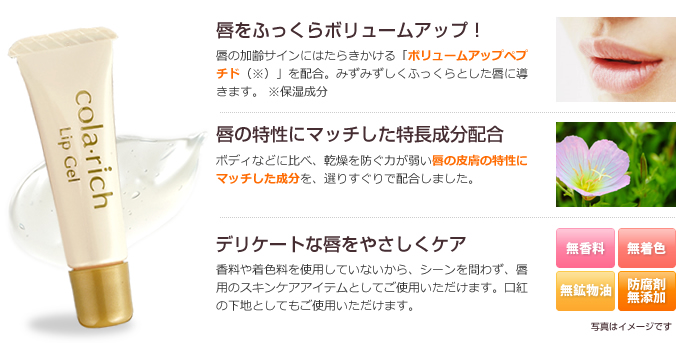 cola・rich
Lip Gel
唇をふっくらボリュームアップ！
唇の加齢サインにはたらきかける「ボリュームアップペプ
チド（※）」を配合。みずみずしくふっくらとした唇に導
きます。 ※保湿成分
唇の特性にマッチした特長成分配合
ボディなどに比べ、乾燥を防ぐ力が弱い唇の皮膚の特性に
マッチした成分を、選りすぐりで配合しました。
デリケートな唇をやさしくケア
香料や着色料を使用していないから、シーンを問わず、唇
用のスキンケアアイテムとしてご使用いただけます。口紅
の下地としてもご使用いただけます。
無香料
無着色
無鉱物油
防腐剤
無添加
写真はイメージです